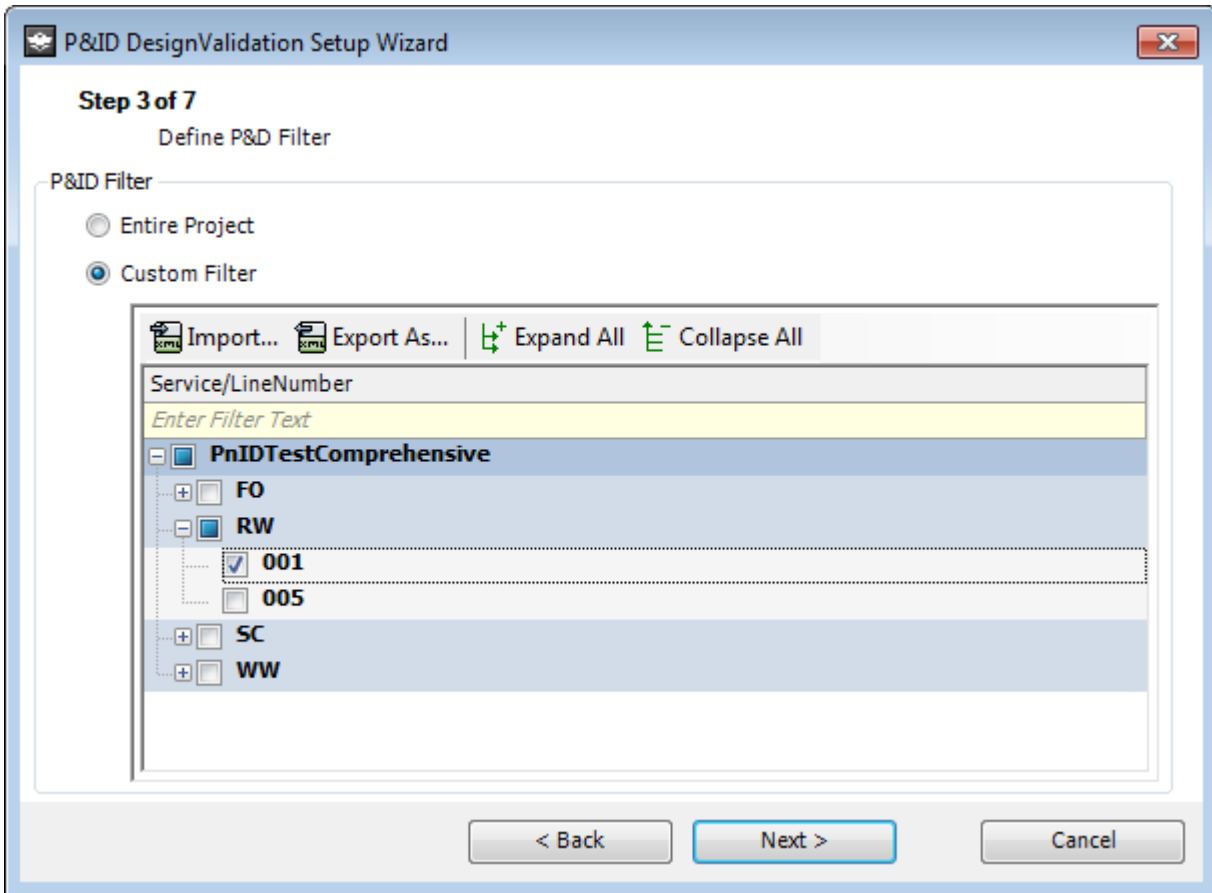 P&ID DesignValidation Setup Wizard
Step 3 of 7
Define P&D Filter
P&ID Filter
Entire Project
Custom Filter
Import... Export As... Expand All Collapse All
Service/LineNumber
Enter Filter Text
PnIDTestComprehensive
FO
RW
001
005
SC
WW
< Back Next > Cancel